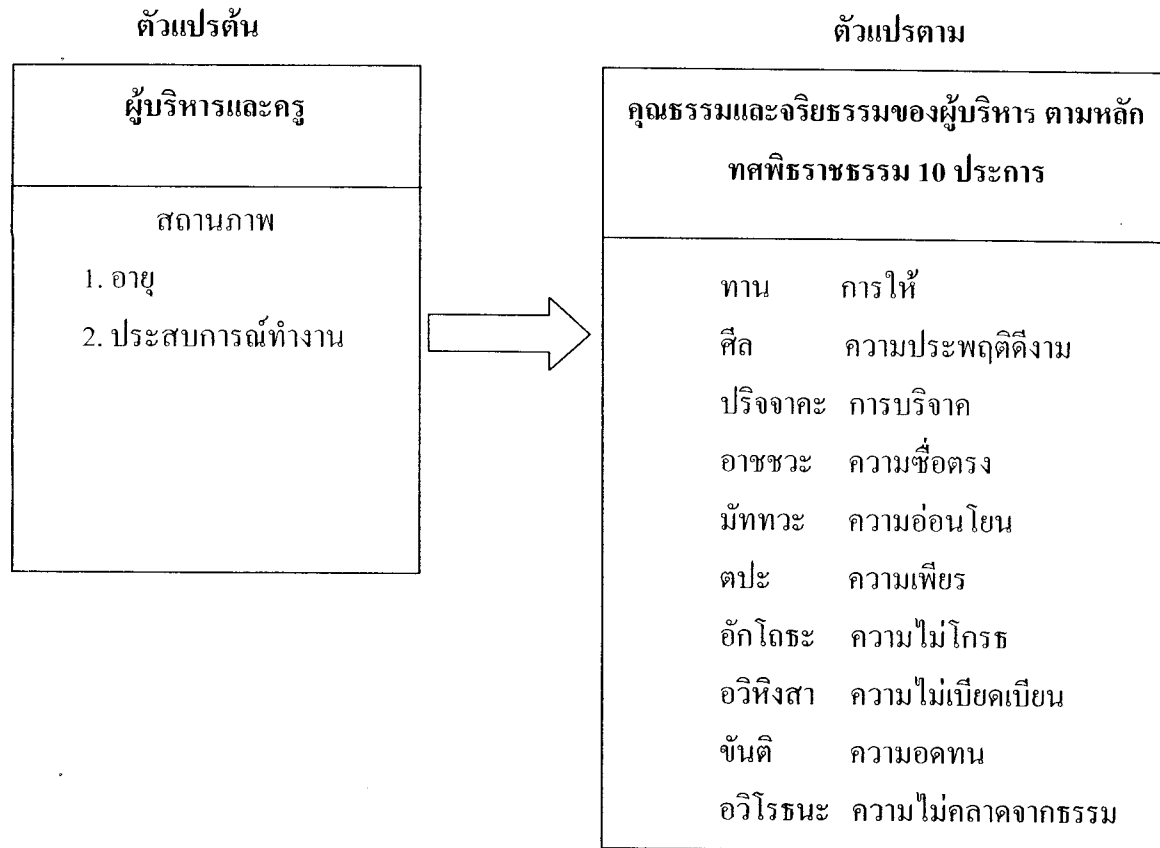 ตัวแปรต้น
ผู้บริหารและครู
สถานภาพ
1. อายุ
2. ประสบการณ์ทำงาน
ตัวแปรตาม
คุณธรรมและจริยธรรมของผู้บริหาร ตามหลัก
ทศพิธราชธรรม 10 ประการ
ทาน การให้
ศีล ความประพฤติดีงาม
ปริจจาคะ การบริจาค
อาชชวะ ความซื่อตรง
มัททวะ ความอ่อนโยน
ตปะ ความเพียร
อักโถธะ ความไม่โกรธ
อวิหิงสา ความไม่เบียดเบียน
ขันติ ความอดทน
อวิโรธนะ ความไม่คลาดจากธรรม